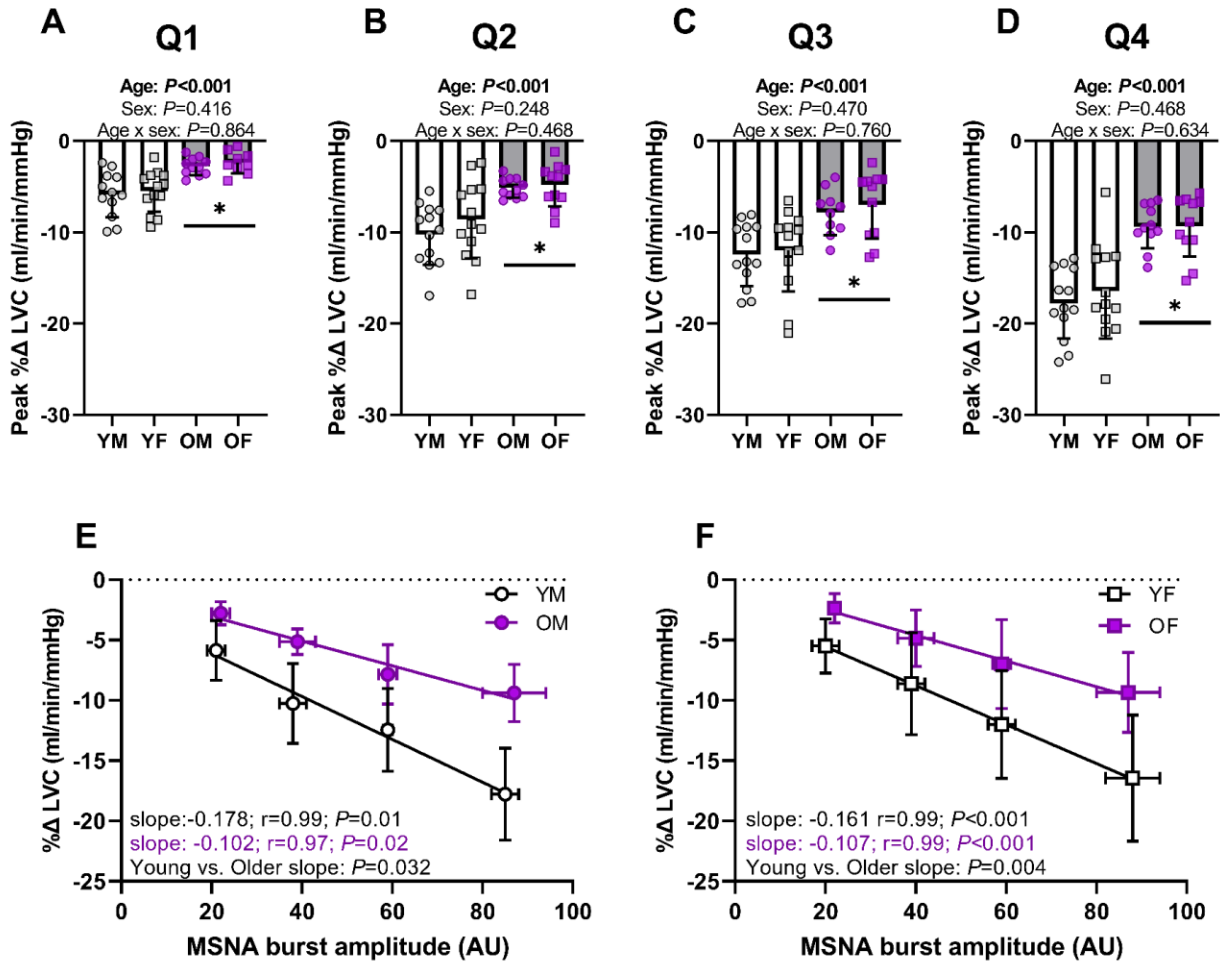 A
Q1
Age: P<0.001
Sex: P=0.416
Age x sex: P=0.864
Peak %Δ LVC (ml/min/mmHg)
0
-10
-20
-30
*
YM YF OM OF
B
Q2
Age: P<0.001
Sex: P=0.248
Age x sex: P=0.468
Peak %Δ LVC (ml/min/mmHg)
0
-10
-20
-30
*
YM YF OM OF
C
Q3
Age: P<0.001
Sex: P=0.470
Age x sex: P=0.760
Peak %Δ LVC (ml/min/mmHg)
0
-10
-20
-30
*
YM YF OM OF
D
Q4
Age: P<0.001
Sex: P=0.468
Age x sex: P=0.634
Peak %Δ LVC (ml/min/mmHg)
0
-10
-20
-30
*
YM YF OM OF
E
%Δ LVC (ml/min/mmHg)
0
-5
-10
-15
-20
-25
YM
OM
slope:-0.178; r=0.99; P=0.01
slope: -0.102; r=0.97; P=0.02
Young vs. Older slope: P=0.032
0 20 40 60 80 100
MSNA burst amplitude (AU)
F
%Δ LVC (ml/min/mmHg)
0
-5
-10
-15
-20
-25
YF
OF
slope: -0.161 r=0.99; P<0.001
slope: -0.107; r=0.99; P<0.001
Young vs. Older slope: P=0.004
0 20 40 60 80 100
MSNA burst amplitude (AU)